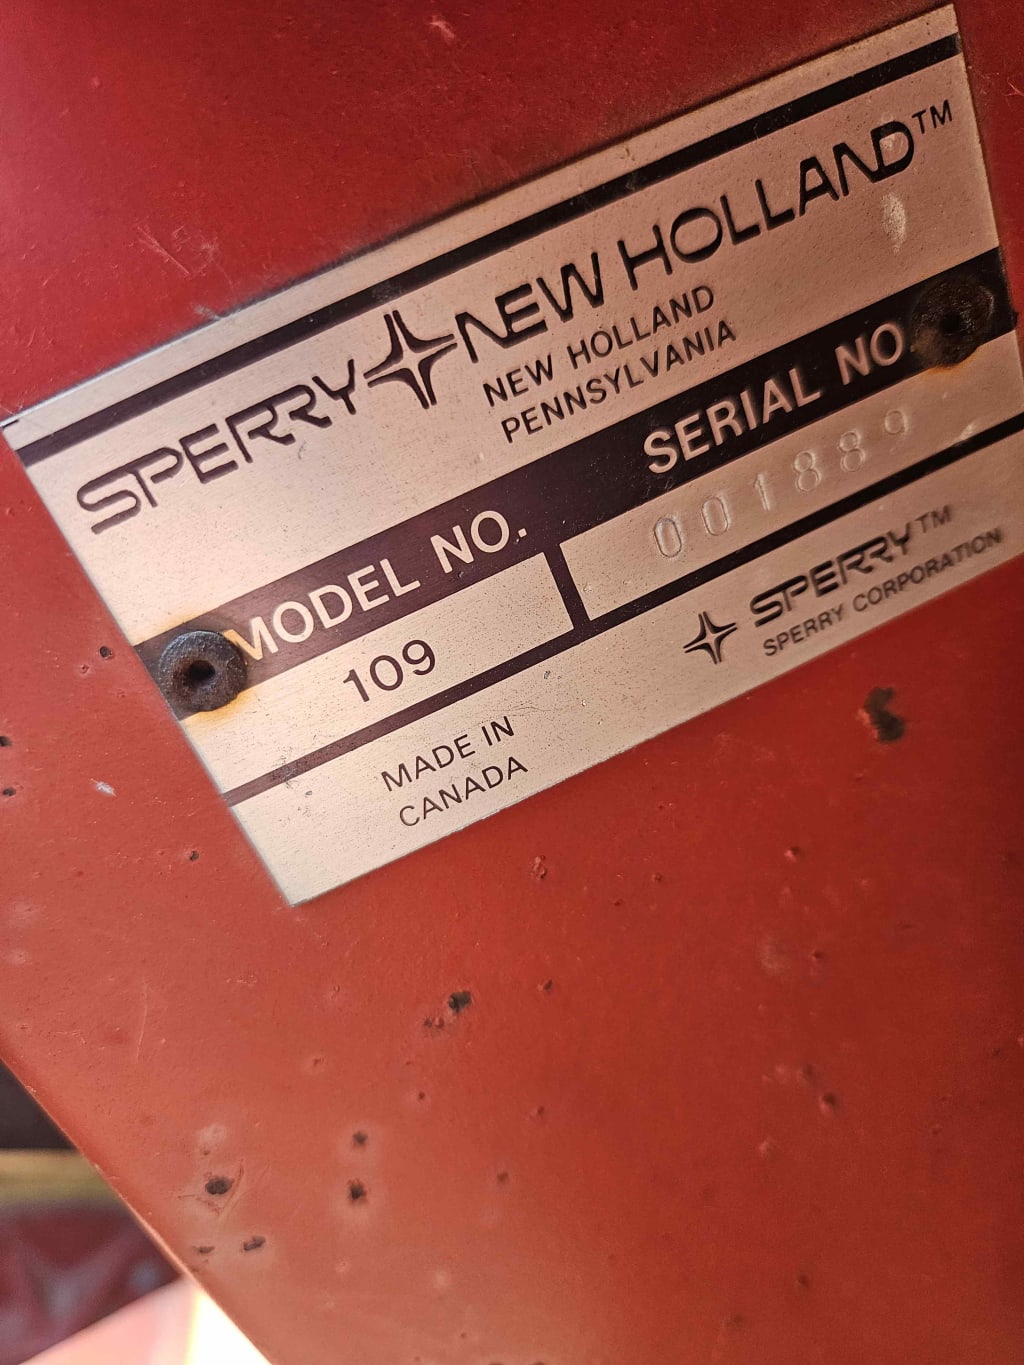 SPERRY NEW HOLLAND™
NEW HOLLAND
PENNSYLVANIA
MODEL NO.
SERIAL NO.
109
001889
MADE IN
CANADA
SPERRY™
SPERRY CORPORATION